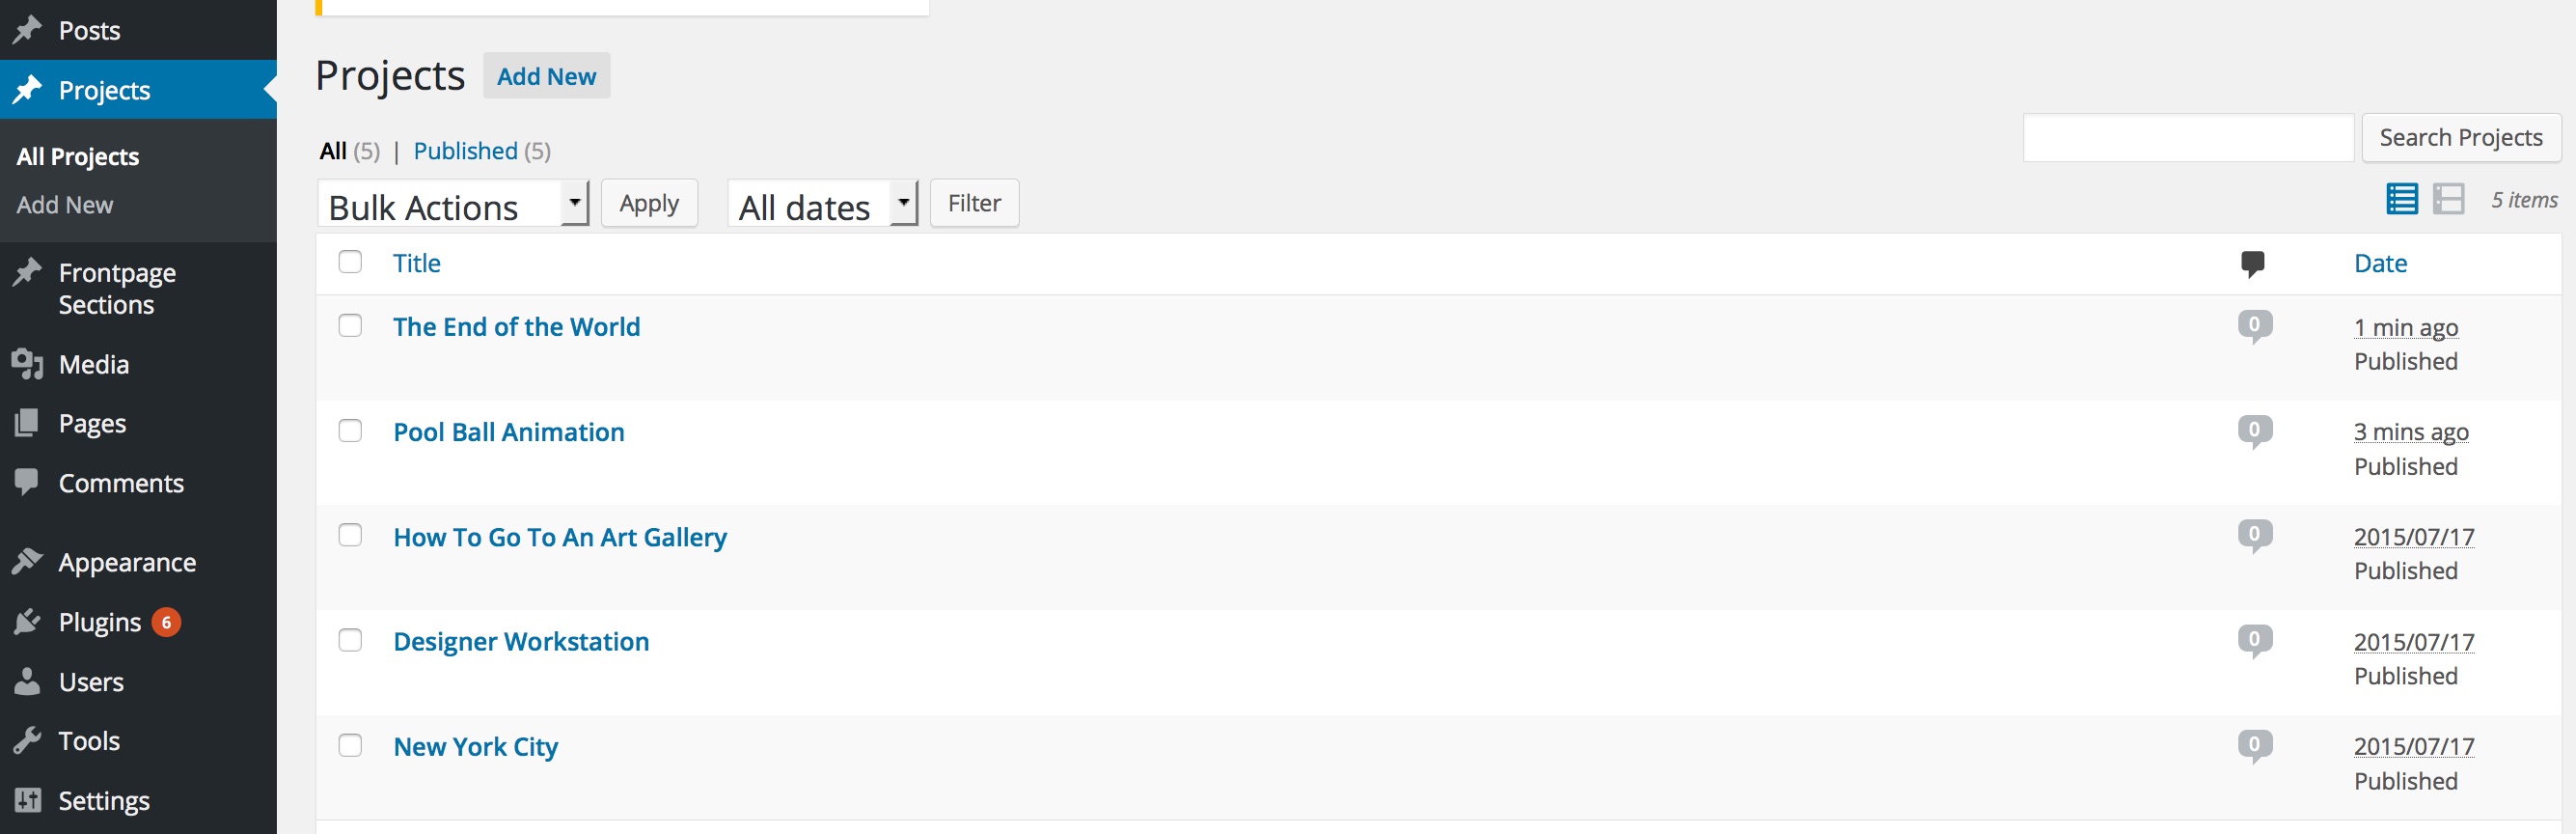 Posts
Projects
All Projects
Add New
Frontpage
Sections
Media
Pages
Comments
Appearance
Plugins 6
Users
Tools
Settings
Projects Add New
All (5) | Published (5)
Search Projects
Bulk Actions Apply All dates Filter
5 items
Title Date
The End of the World 0 1 min ago
Published
Pool Ball Animation 0 3 mins ago
Published
How To Go To An Art Gallery 0 2015/07/17
Published
Designer Workstation 0 2015/07/17
Published
New York City 0 2015/07/17
Published